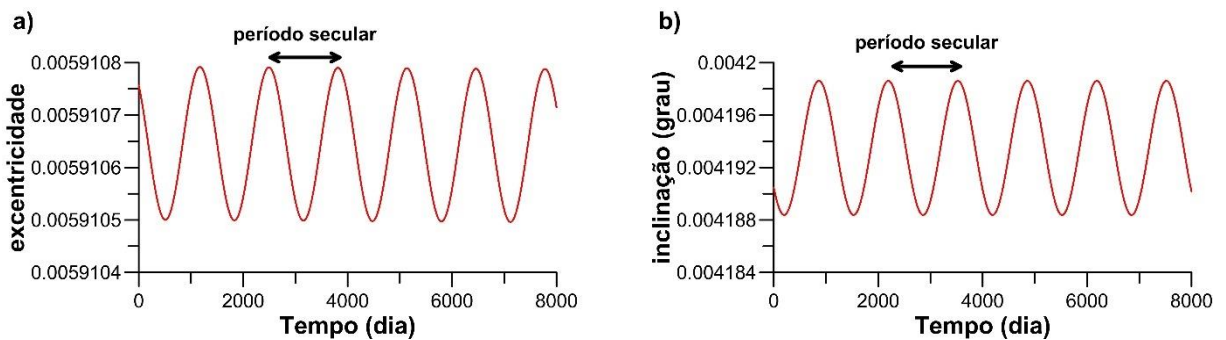 a)
período secular
0.0059108
0.0059107
0.0059106
0.0059105
0.0059104
excentricidade
0
2000
4000
6000
8000
Tempo (dia)
b)
período secular
0.0042
0.004196
0.004192
0.004188
0.004184
inclinação (grau)
0
2000
4000
6000
8000
Tempo (dia)